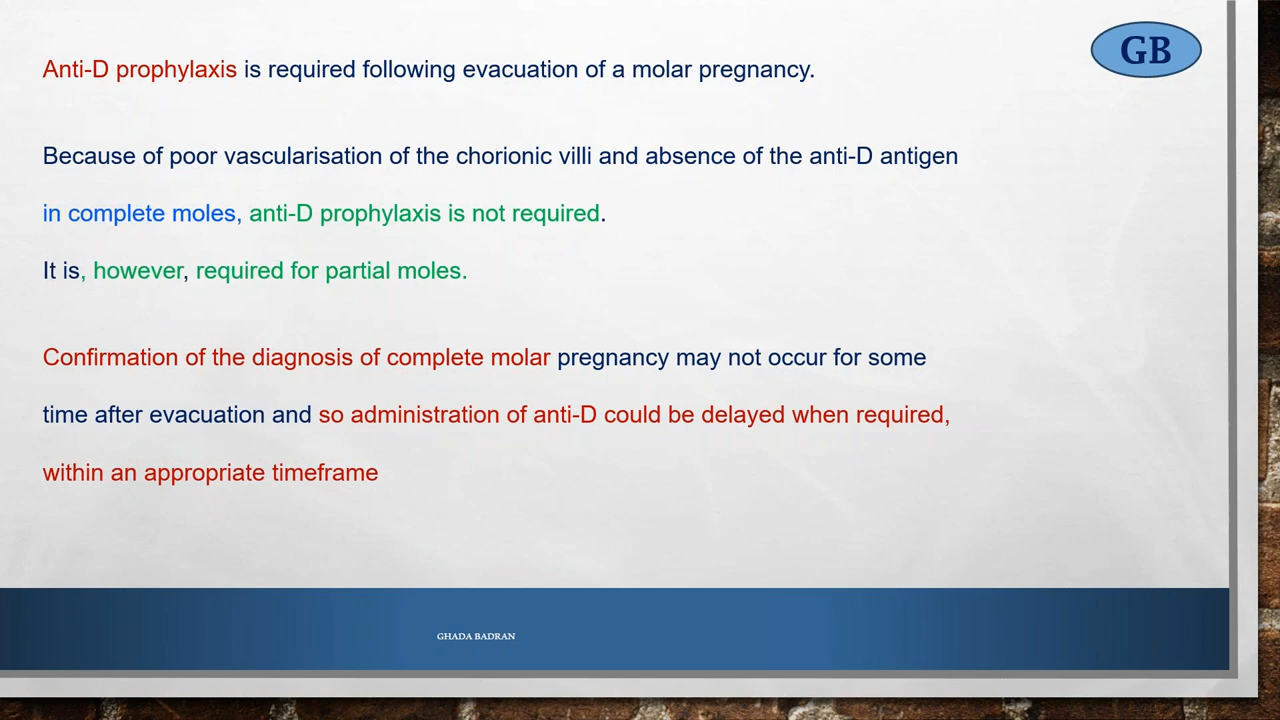 GB
Anti-D prophylaxis is required following evacuation of a molar pregnancy.
Because of poor vascularisation of the chorionic villi and absence of the anti-D antigen
in complete moles, anti-D prophylaxis is not required.
It is, however, required for partial moles.
Confirmation of the diagnosis of complete molar pregnancy may not occur for some
time after evacuation and so administration of anti-D could be delayed when required,
within an appropriate timeframe
GHADA BADRAN